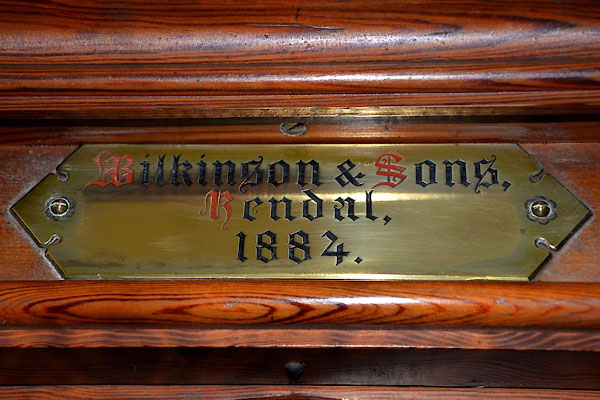 Wilkinson & Sons,
Kendal,
1884.